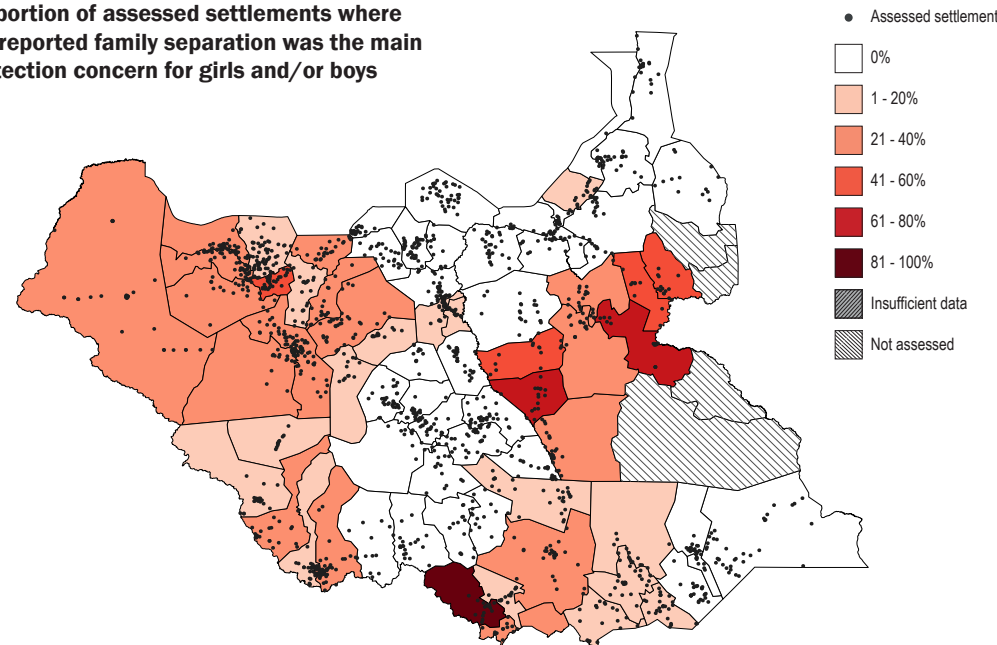 portion of assessed settlements where
reported family separation was the main
tection concern for girls and/or boys
Assessed settlement
0%
1 - 20%
21 - 40%
41 - 60%
61 - 80%
81 - 100%
Insufficient data
Not assessed